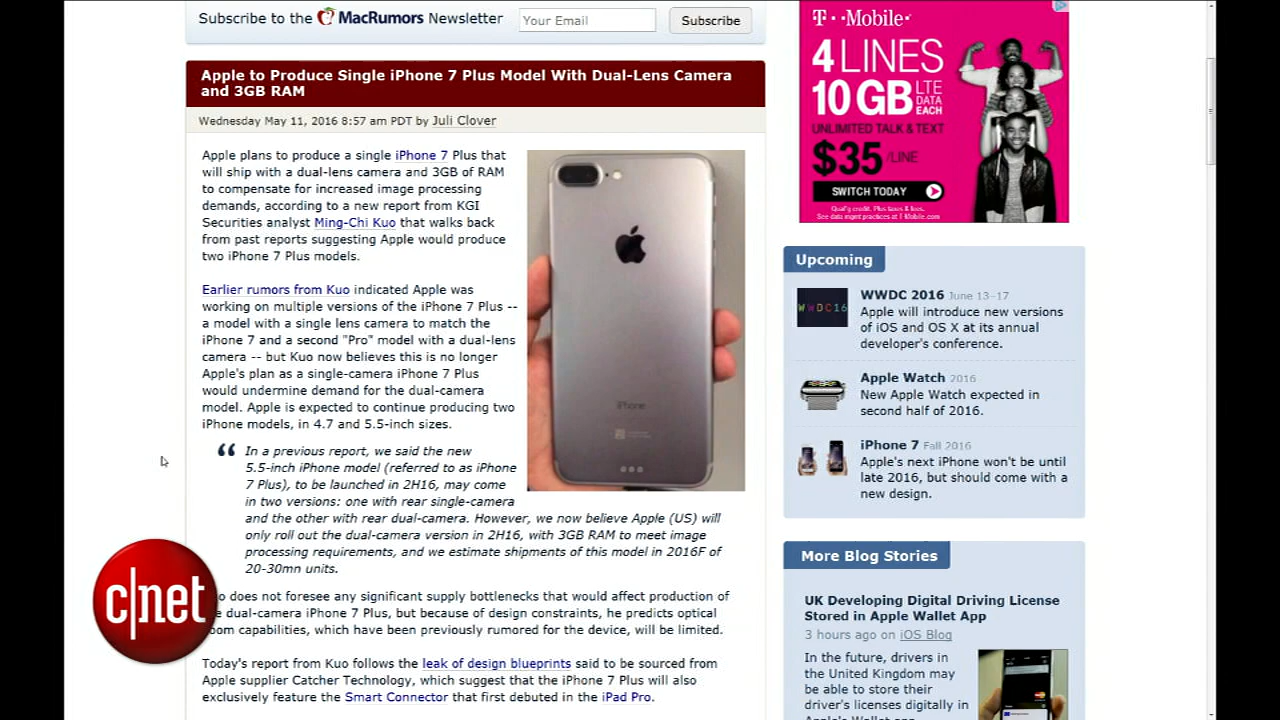 Subscribe to the MacRumors Newsletter
Your Email
Subscribe
Apple to Produce Single iPhone 7 Plus Model With Dual-Lens Camera
and 3GB RAM
Wednesday May 11, 2016 8:57 am PDT by Juli Clover
Apple plans to produce a single iPhone 7 Plus that
will ship with a dual-lens camera and 3GB of RAM
to compensate for increased image processing
demands, according to a new report from KGI
Securities analyst Ming-Chi Kuo that walks back
from past reports suggesting Apple would produce
two iPhone 7 Plus models.
Earlier rumors from Kuo indicated Apple was
working on multiple versions of the iPhone 7 Plus --
a model with a single lens camera to match the
iPhone 7 and a second "Pro" model with a dual-lens
camera -- but Kuo now believes this is no longer
Apple's plan as a single-camera iPhone 7 Plus
would undermine demand for the dual-camera
model. Apple is expected to continue producing two
iPhone models, in 4.7 and 5.5-inch sizes.
“ In a previous report, we said the new
5.5-inch iPhone model (referred to as iPhone
7 Plus), to be launched in 2H16, may come
in two versions: one with rear single-camera
and the other with rear dual-camera. However, we now believe Apple (US) will
only roll out the dual-camera version in 2H16, with 3GB RAM to meet image
processing requirements, and we estimate shipments of this model in 2016F of
20-30mn units.
o does not foresee any significant supply bottlenecks that would affect production of
e dual-camera iPhone 7 Plus, but because of design constraints, he predicts optical
oom capabilities, which have been previously rumored for the device, will be limited.
Today's report from Kuo follows the leak of design blueprints said to be sourced from
Apple supplier Catcher Technology, which suggest that the iPhone 7 Plus will also
exclusively feature the Smart Connector that first debuted in the iPad Pro.
iPhone
c|net
T··Mobile
4 LINES
10 GB LTE DATA EACH
UNLIMITED TALK & TEXT
$35 /LINE
SWITCH TODAY
Qual'g credit. Plus taxes & fees.
See data mgmt practices at T-Mobile.com
Upcoming
WWDC16
WWDC 2016 June 13-17
Apple will introduce new versions
of iOS and OS X at its annual
developer's conference.
Apple Watch 2016
New Apple Watch expected in
second half of 2016.
iPhone 7 Fall 2016
Apple's next iPhone won't be until
late 2016, but should come with a
new design.
More Blog Stories
UK Developing Digital Driving License
Stored in Apple Wallet App
3 hours ago on iOS Blog
In the future, drivers in
the United Kingdom may
be able to store their
driver's licenses digitally in
Apple's Wallet app